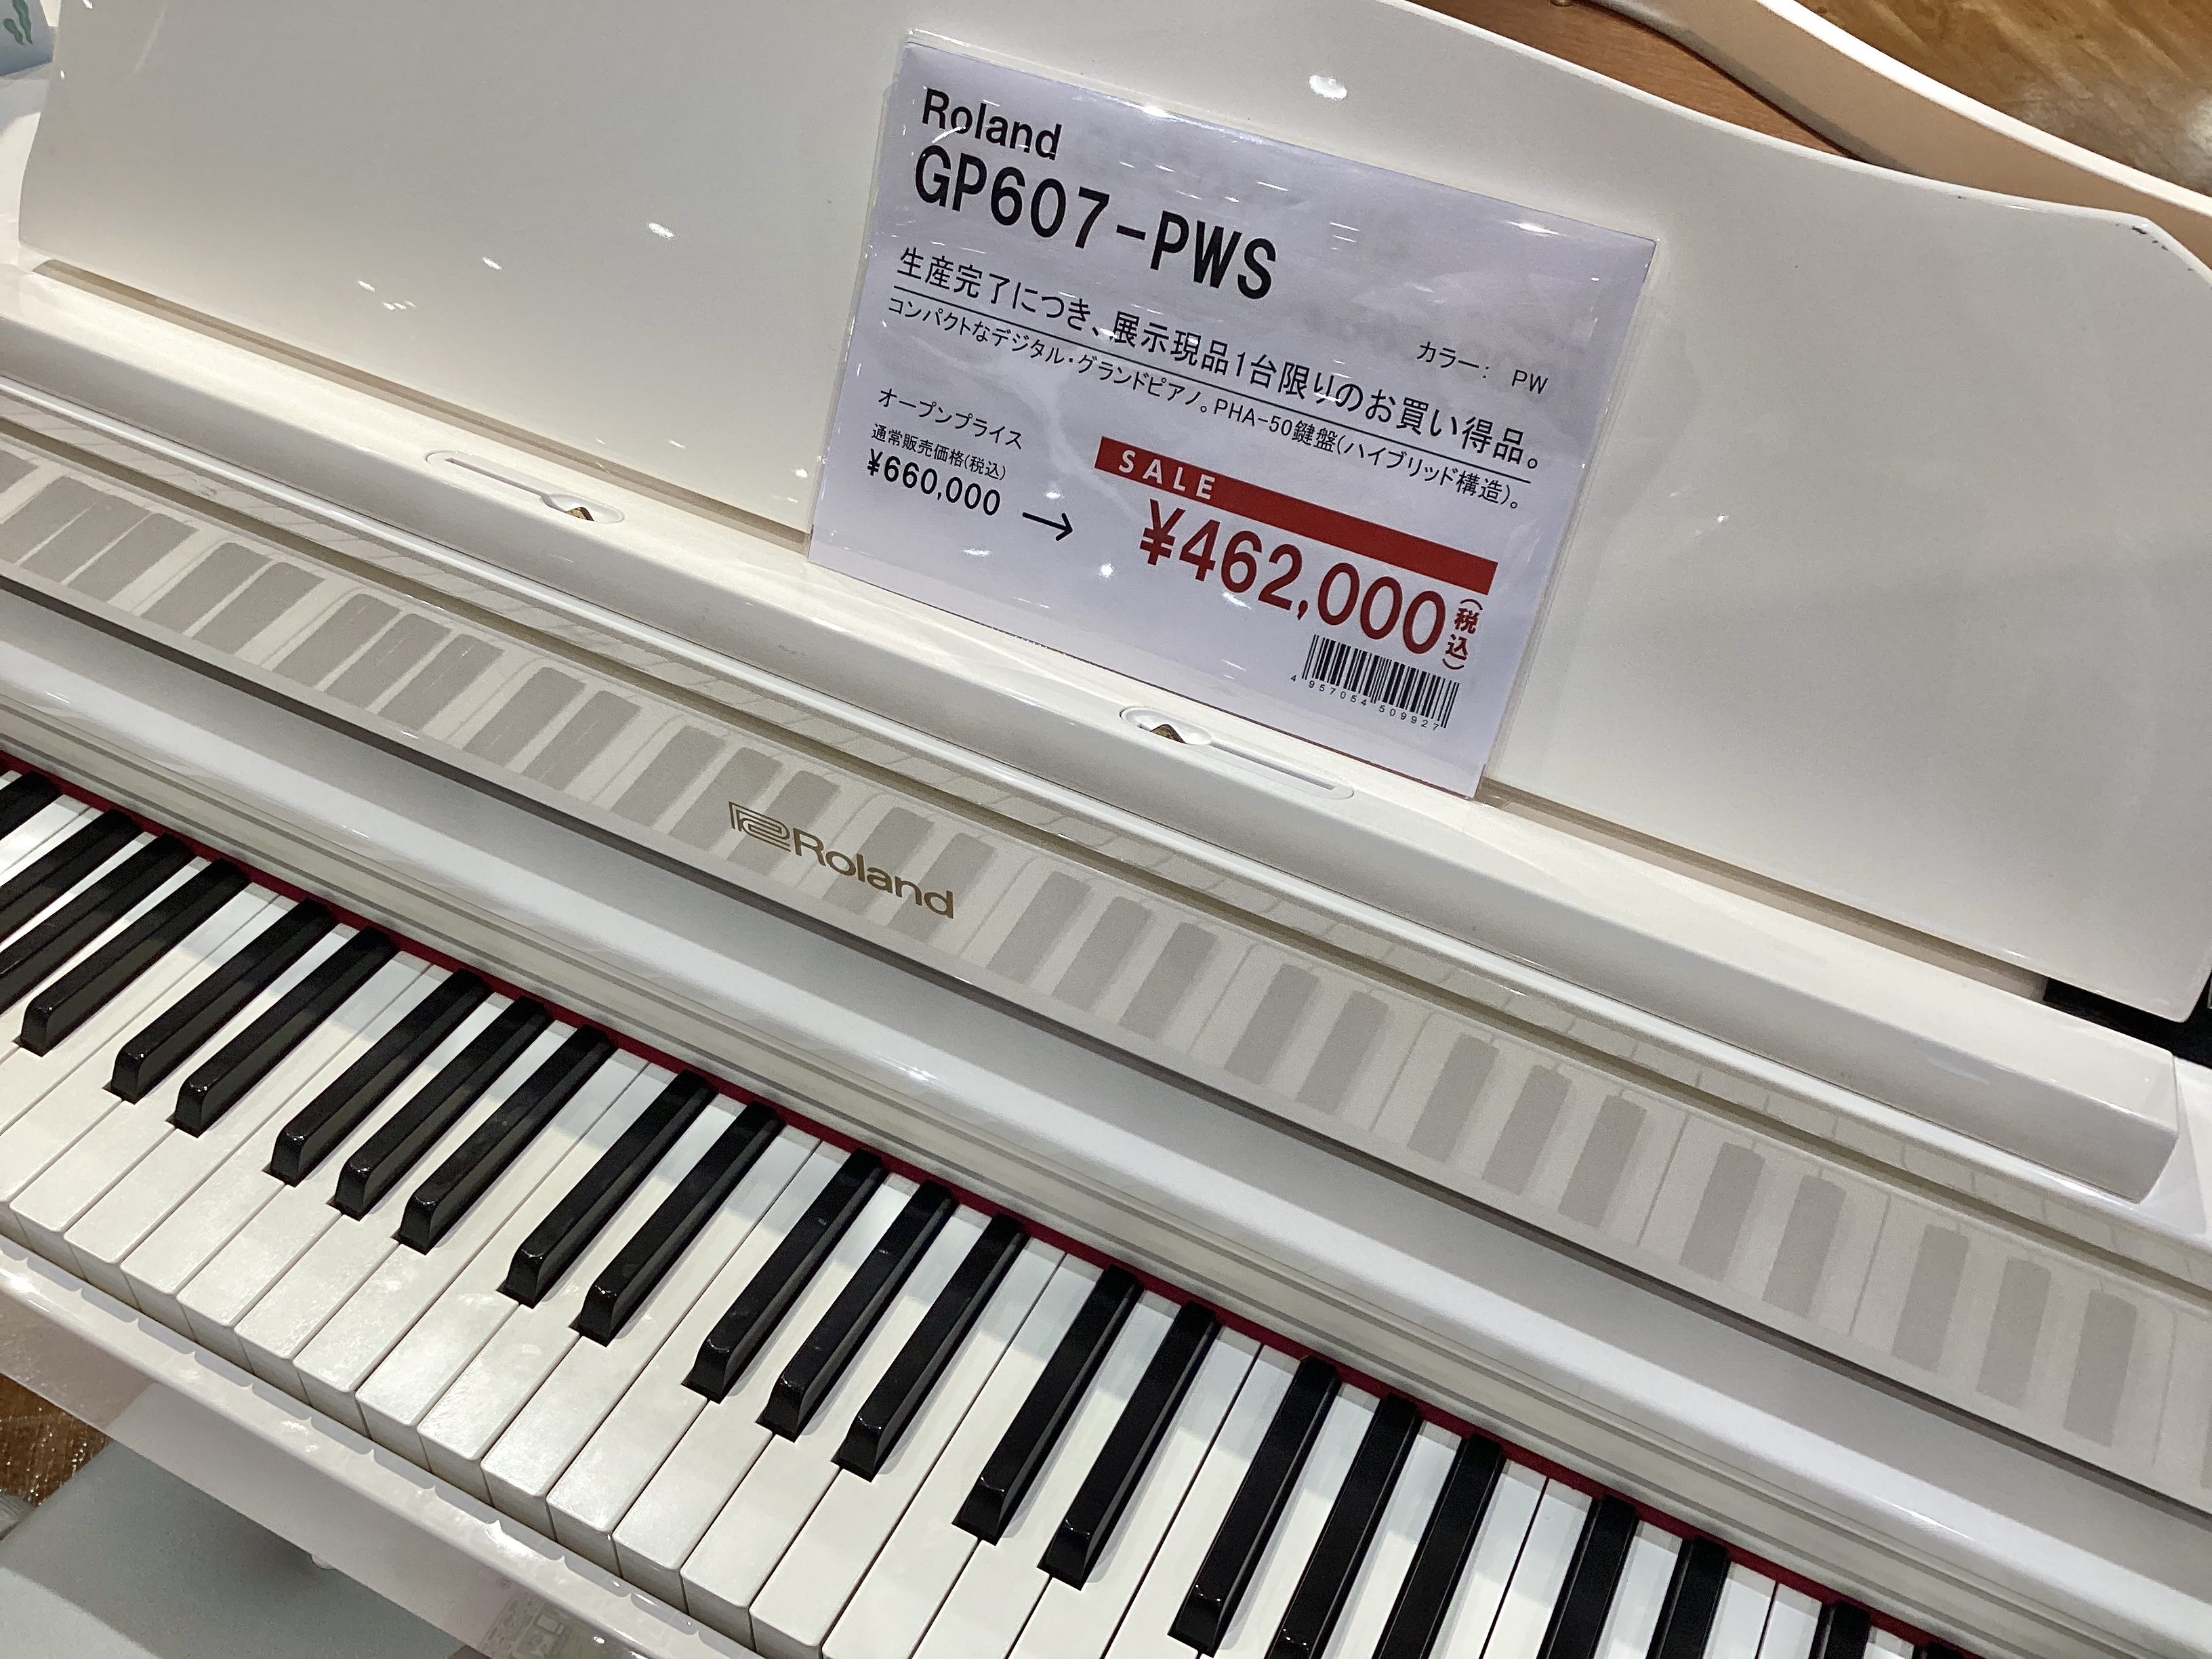 Roland
GP607-PWS
カラー： PW
生産完了につき、展示現品1台限りのお買い得品。
コンパクトなデジタル・グランドピアノ。PHA-50鍵盤(ハイブリッド構造)。
オープンプライス
通常販売価格(税込)
¥660,000 →
SALE
¥462,000(税込)
4 957054 509927
Roland